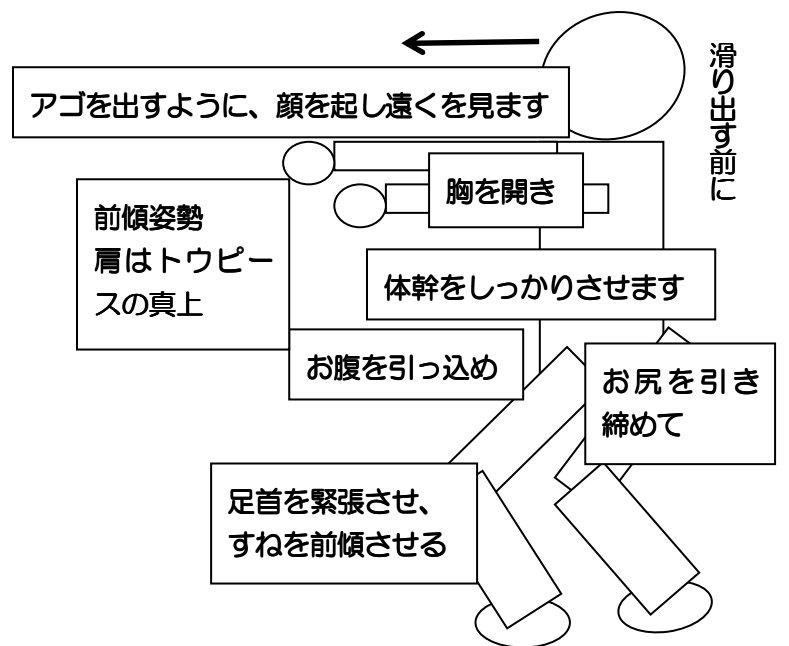 滑り出す前に
アゴを出すように、顔を起し遠くを見ます
胸を開き
前傾姿勢
肩はトウピー
スの真上
体幹をしっかりさせます
お腹を引っ込め
お尻を引き
締めて
足首を緊張させ、
すねを前傾させる